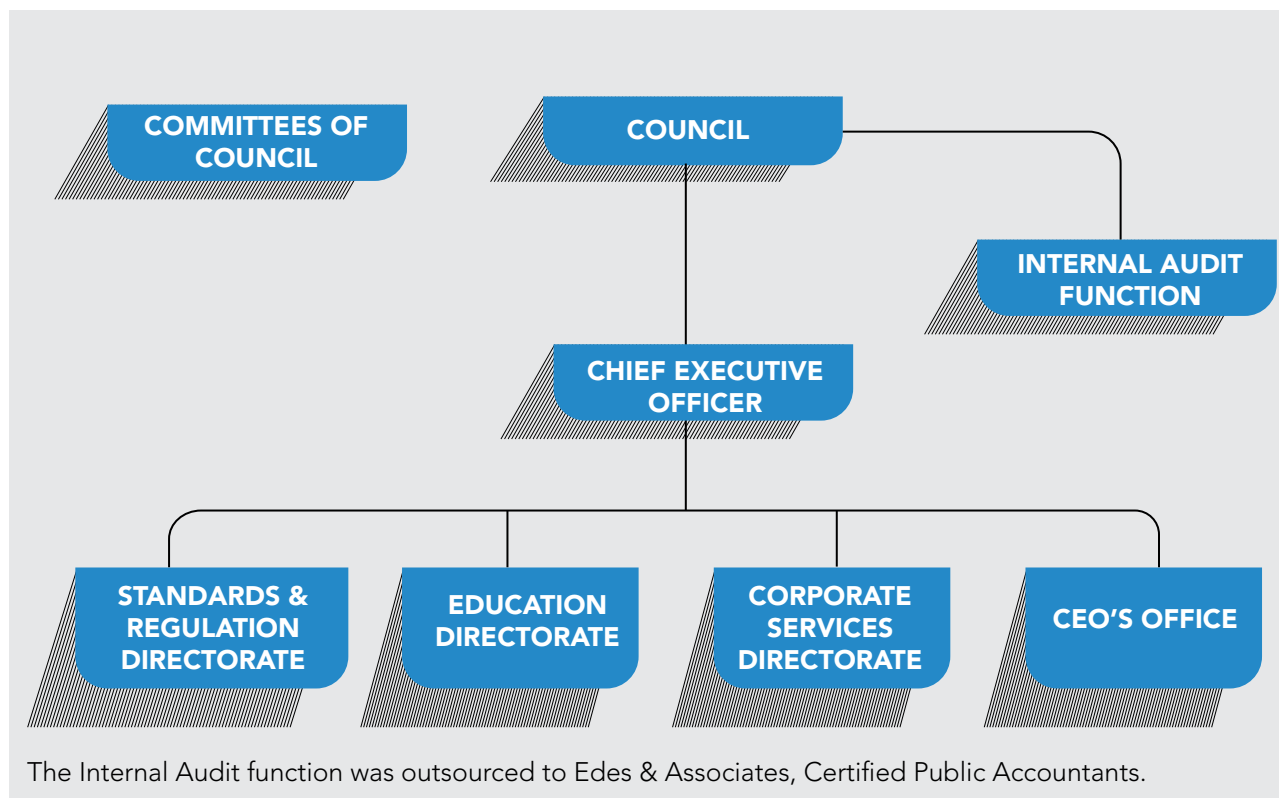 COMMITTEES OF
COUNCIL
COUNCIL
INTERNAL AUDIT
FUNCTION
CHIEF EXECUTIVE
OFFICER
STANDARDS &
REGULATION
DIRECTORATE
EDUCATION
DIRECTORATE
CORPORATE
SERVICES
DIRECTORATE
CEO’S OFFICE
The Internal Audit function was outsourced to Edes & Associates, Certified Public Accountants.